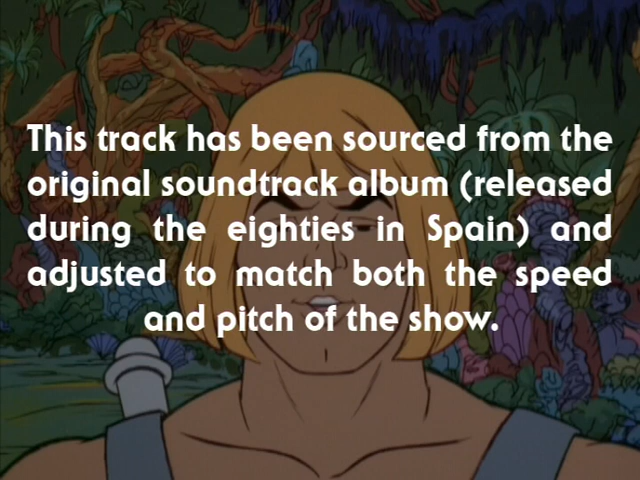 This track has been sourced from the
original soundtrack album (released
during the eighties in Spain) and
adjusted to match both the speed
and pitch of the show.